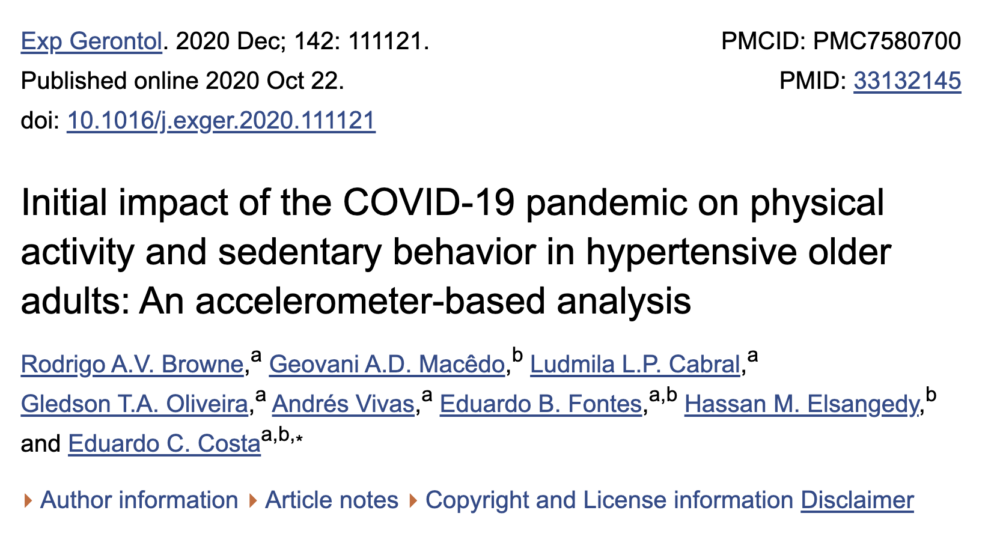 Exp Gerontol. 2020 Dec; 142: 111121.
PMCID: PMC7580700
Published online 2020 Oct 22.
PMID: 33132145
doi: 10.1016/j.exger.2020.111121
Initial impact of the COVID-19 pandemic on physical
activity and sedentary behavior in hypertensive older
adults: An accelerometer-based analysis
Rodrigo A.V. Browne,a Geovani A.D. Macêdo,b Ludmila L.P. Cabral,a
Gledson T.A. Oliveira,a Andrés Vivas,a Eduardo B. Fontes,a,b Hassan M. Elsangedy,b
and Eduardo C. Costaa,b,*
Author information Article notes Copyright and License information Disclaimer